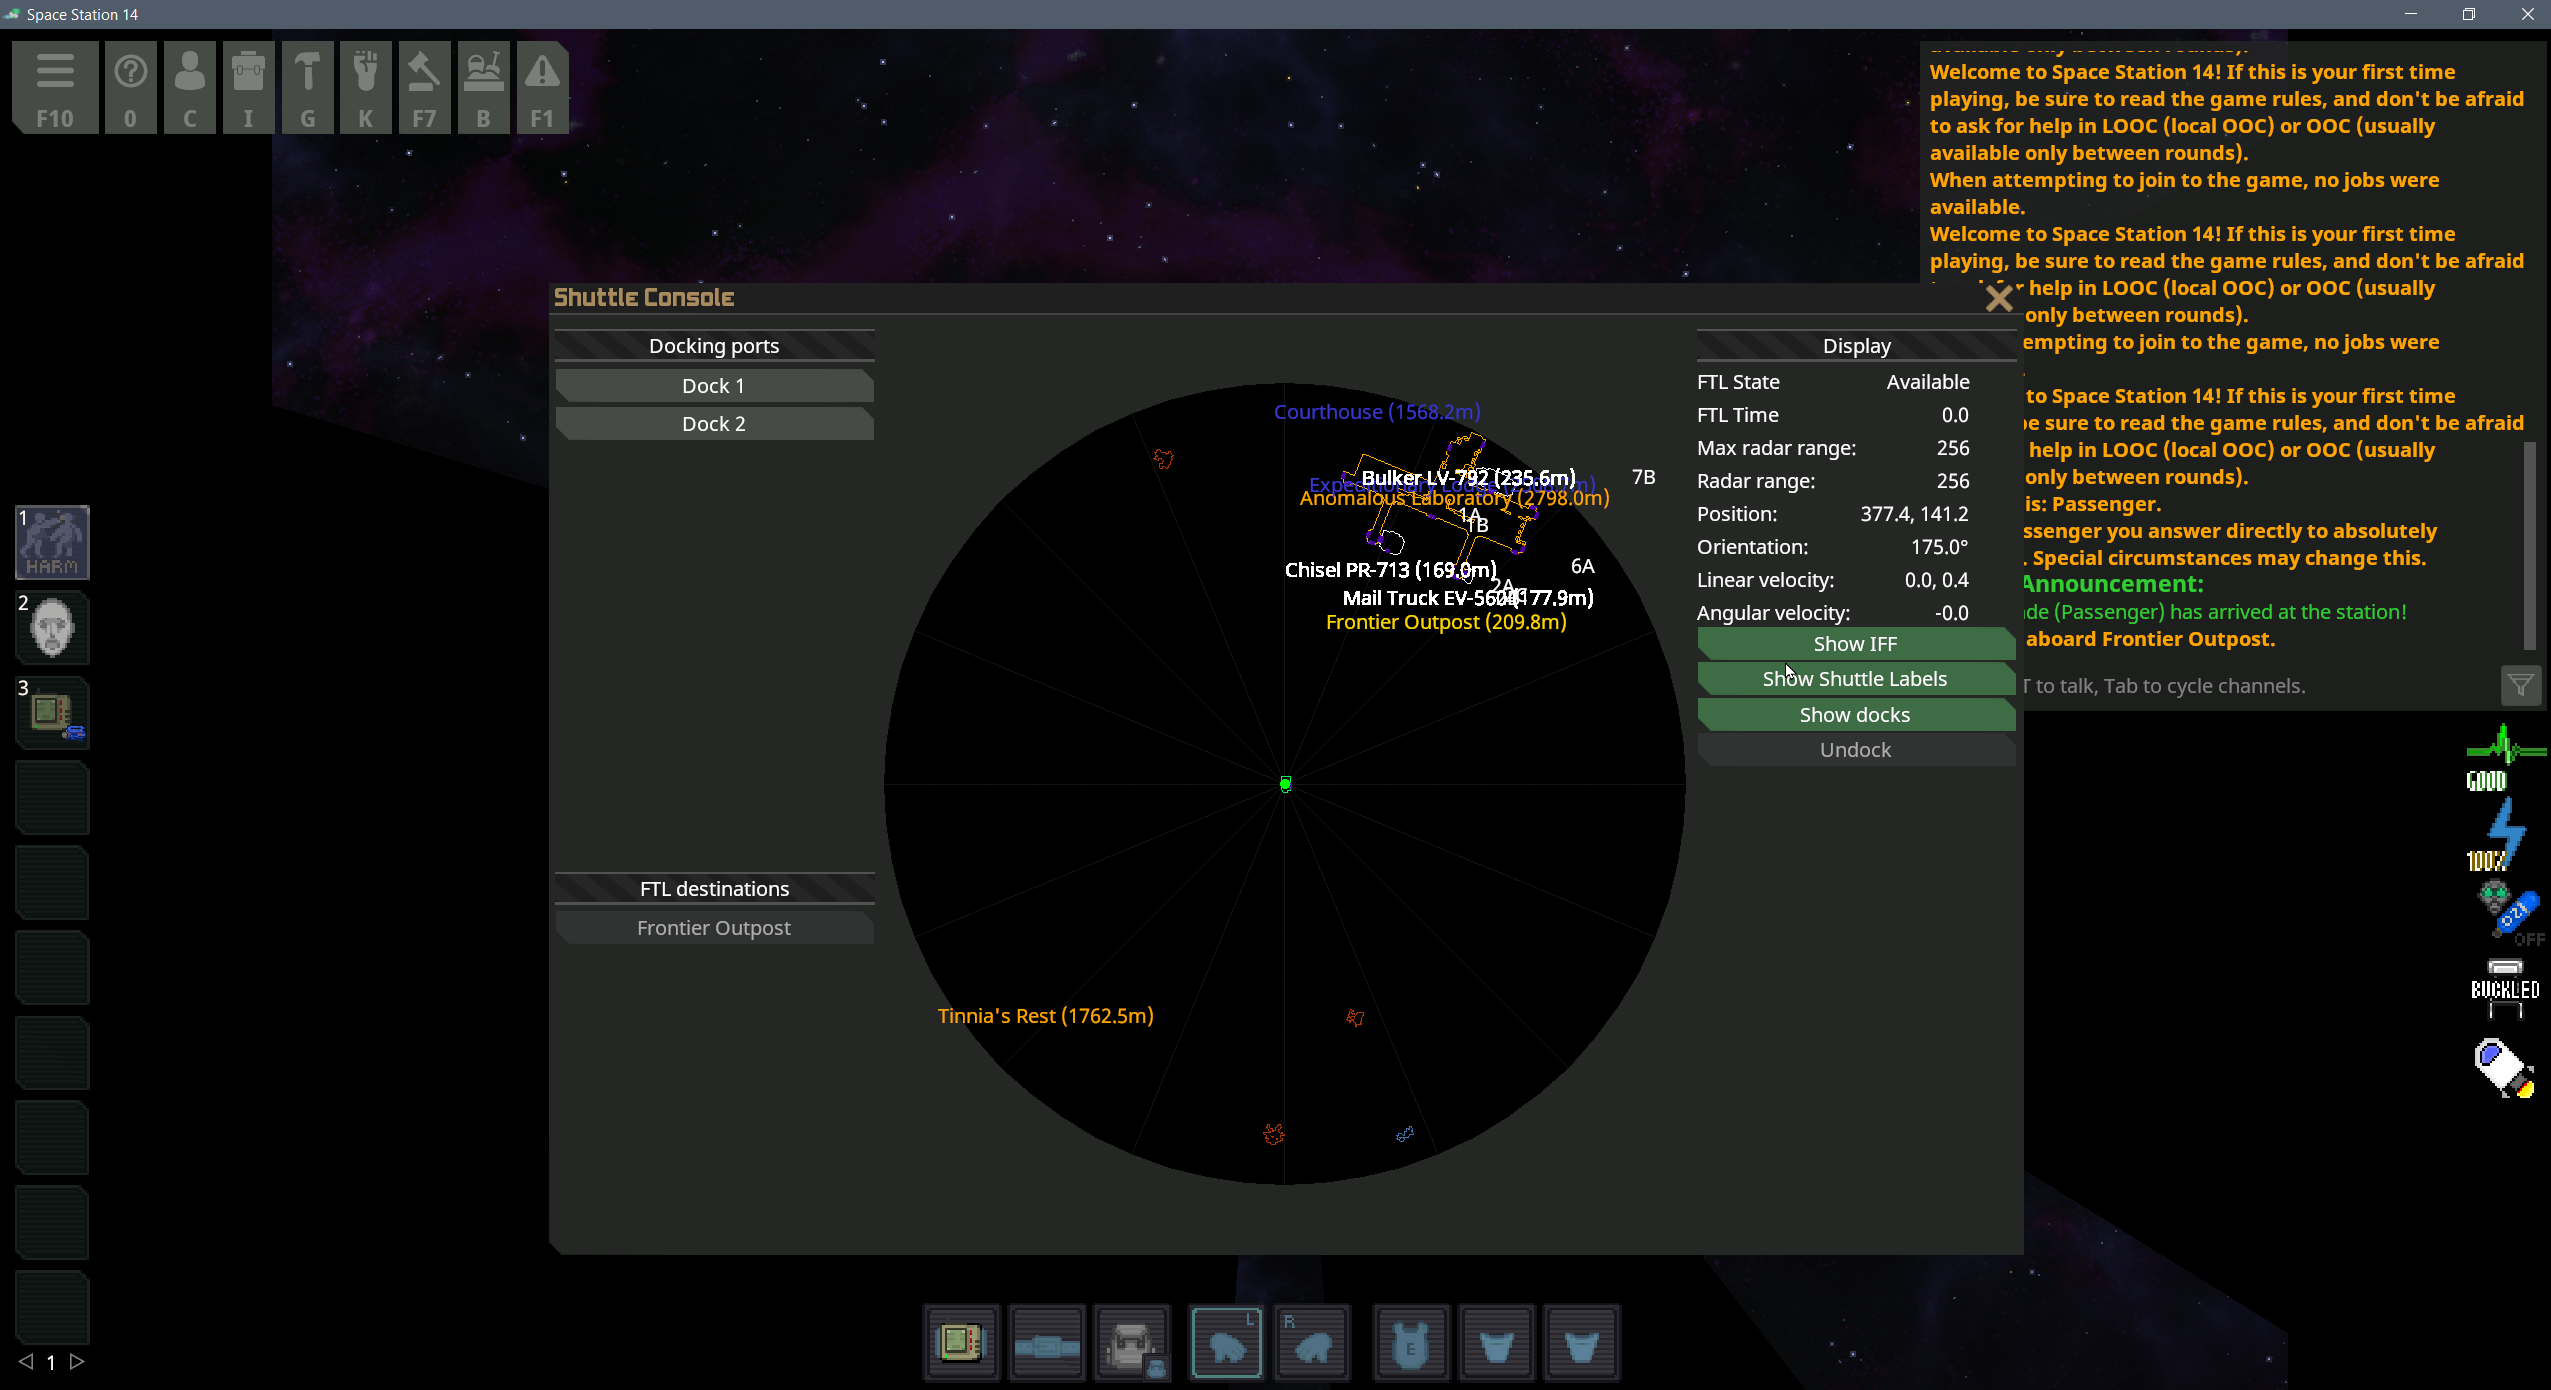 Space Station 14
F10
0
C
I
G
K
F7
B
F1
Welcome to Space Station 14! If this is your first time
playing, be sure to read the game rules, and don't be afraid
to ask for help in LOOC (local OOC) or OOC (usually
available only between rounds).
When attempting to join to the game, no jobs were
available.
Welcome to Space Station 14! If this is your first time
playing, be sure to read the game rules, and don't be afraid
help in LOOC (local OOC) or OOC (usually
only between rounds).
empting to join to the game, no jobs were
to Space Station 14! If this is your first time
be sure to read the game rules, and don't be afraid
help in LOOC (local OOC) or OOC (usually
only between rounds).
is: Passenger.
ssenger you answer directly to absolutely
. Special circumstances may change this.
Announcement:
de (Passenger) has arrived at the station!
aboard Frontier Outpost.
T to talk, Tab to cycle channels.
Shuttle Console
Docking ports
Dock 1
Dock 2
FTL destinations
Frontier Outpost
Courthouse (1568.2m)
Bulker LV-792 (235.6m)
7B
Expeditionary Lodge
Anomalous Laboratory (2798.0m)
1A
1B
Chisel PR-713 (169.9m)
6A
2A
Mail Truck EV-560 (177.9m)
Frontier Outpost (209.8m)
Tinnia's Rest (1762.5m)
Display
FTL State Available
FTL Time 0.0
Max radar range: 256
Radar range: 256
Position: 377.4, 141.2
Orientation: 175.0°
Linear velocity: 0.0, 0.4
Angular velocity: -0.0
Show IFF
Show Shuttle Labels
Show docks
Undock
1
HARM
2
3
1
GOOD
100%
O2
OFF
BUCKLED
L
R
E